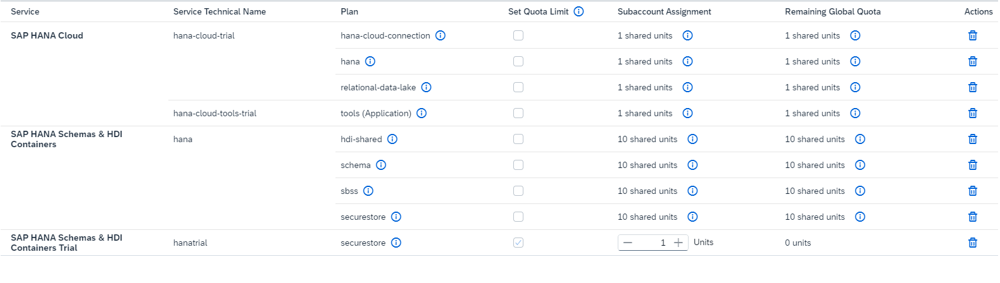 Service Service Technical Name Plan Set Quota Limit Subaccount Assignment Remaining Global Quota Actions
SAP HANA Cloud hana-cloud-trial hana-cloud-connection 1 shared units 1 shared units
hana 1 shared units 1 shared units
relational-data-lake 1 shared units 1 shared units
hana-cloud-tools-trial tools (Application) 1 shared units 1 shared units
SAP HANA Schemas & HDI
Containers hana hdi-shared 10 shared units 10 shared units
schema 10 shared units 10 shared units
sbss 10 shared units 10 shared units
securestore 10 shared units 10 shared units
SAP HANA Schemas & HDI
Containers Trial hanatrial securestore 1 Units 0 units